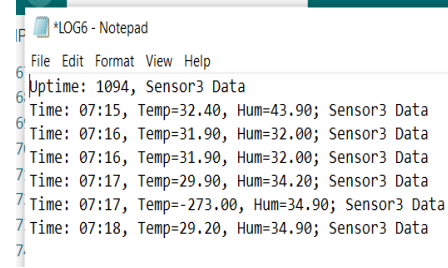 *LOG6 - Notepad
File Edit Format View Help
Uptime: 1094, Sensor3 Data
Time: 07:15, Temp=32.40, Hum=43.90; Sensor3 Data
Time: 07:16, Temp=31.90, Hum=32.00; Sensor3 Data
Time: 07:16, Temp=31.90, Hum=32.00; Sensor3 Data
Time: 07:17, Temp=29.90, Hum=34.20; Sensor3 Data
Time: 07:17, Temp=-273.00, Hum=34.90; Sensor3 Data
Time: 07:18, Temp=29.20, Hum=34.90; Sensor3 Data